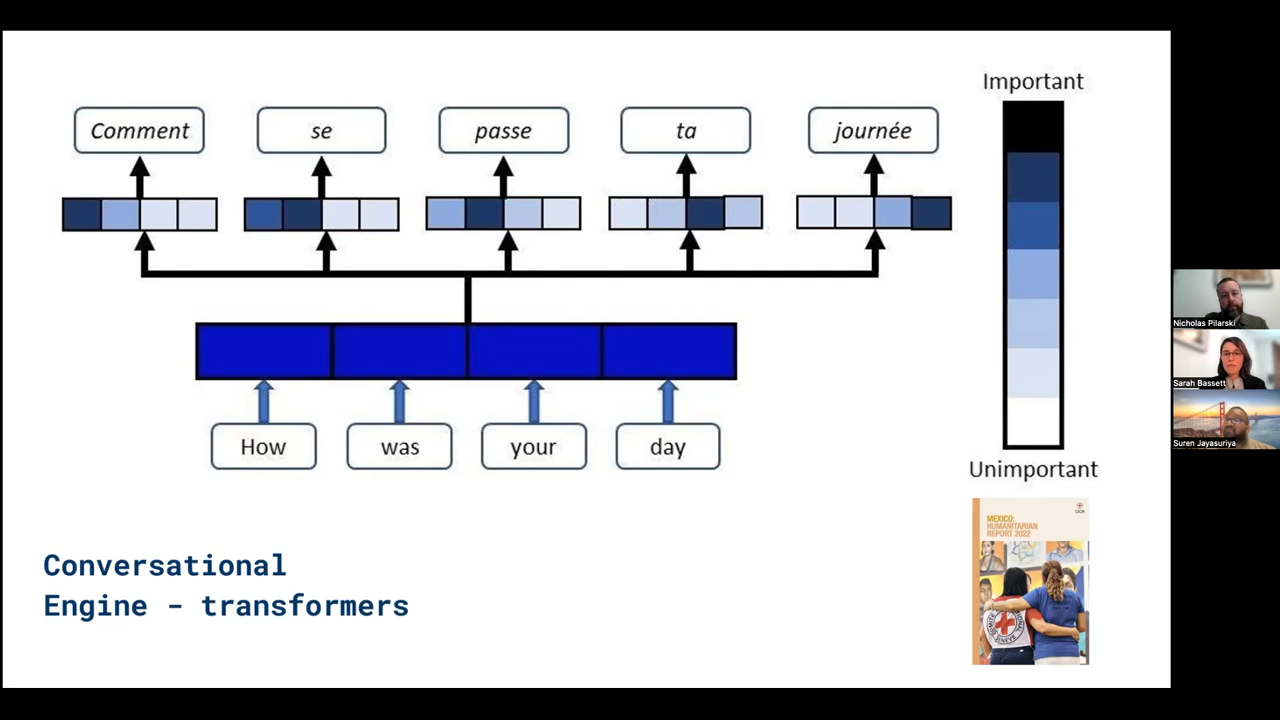 Important
Comment
se
passe
ta
journée
How
was
your
day
Unimportant
MEXICO:
HUMANITARIAN
REPORT 2022
Conversational
Engine - transformers
Nicholas Pilarski
Sarah Bassett
Suren Jayasuriya